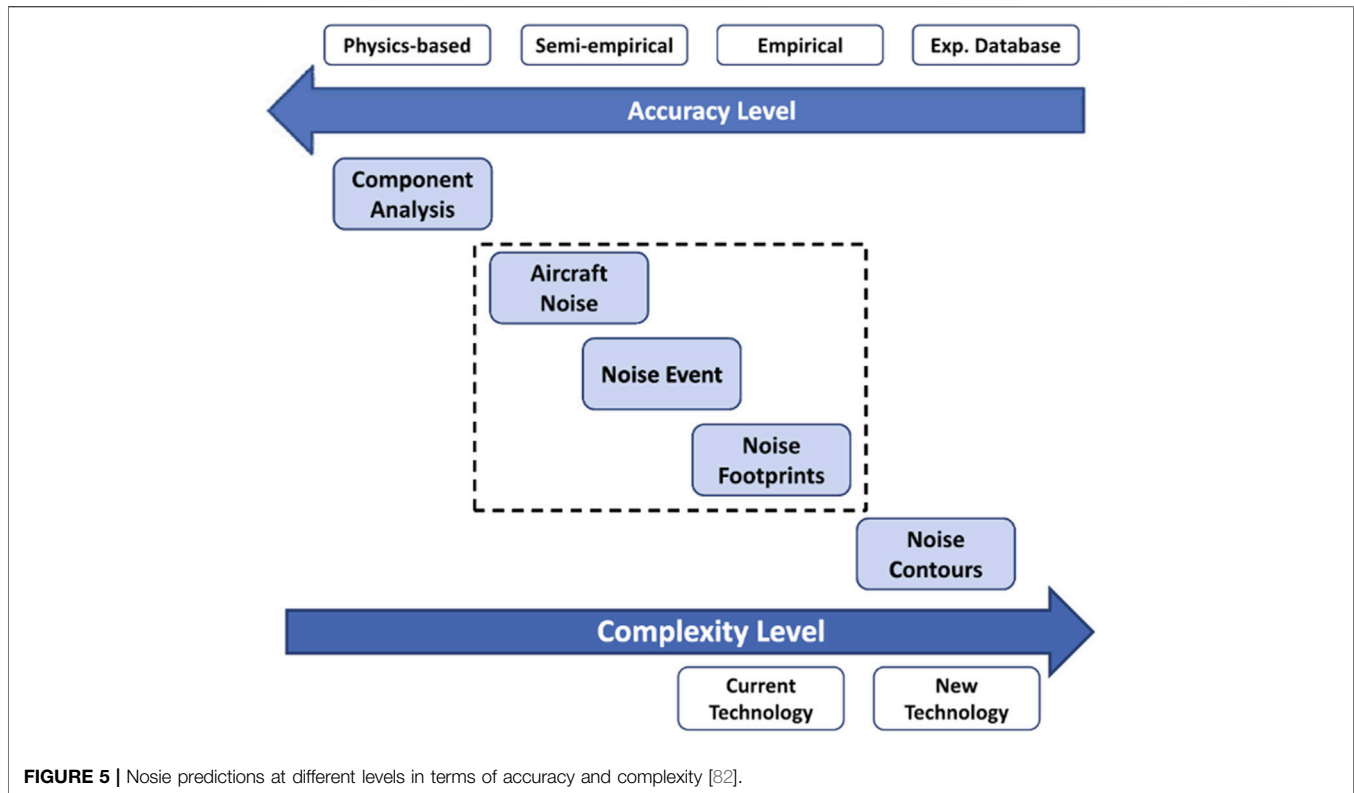 Physics-based Semi-empirical Empirical Exp. Database
Accuracy Level
Component
Analysis
Aircraft
Noise
Noise Event
Noise
Footprints
Noise
Contours
Complexity Level
Current
Technology
New
Technology
FIGURE 5 | Nosie predictions at different levels in terms of accuracy and complexity [82].